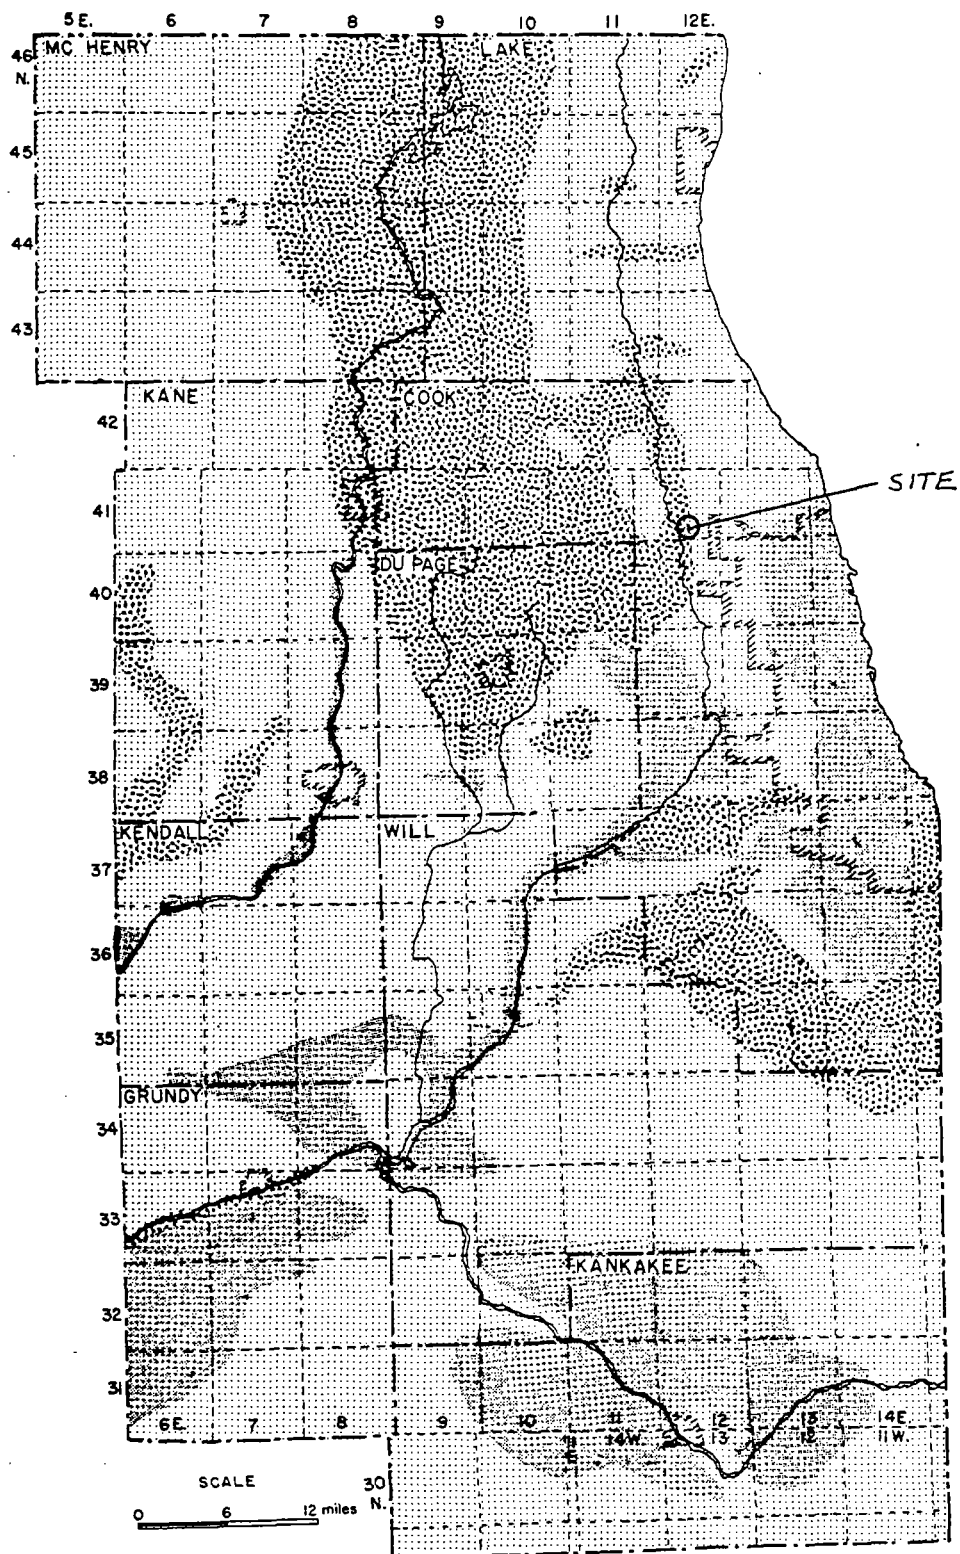 5 E. 6 7 8 9 10 11 12E.
MC HENRY LAKE
46
N.
45
44
43
KANE COOK
42
SITE
41
DU PAGE
40
39
38
KENDALL WILL
37
36
35
GRUNDY
34
33
KANKAKEE
32
31
6E. 7 8 9 10 11 12 13 14E
14W. 13 12 11W.
SCALE
30
N.
0 6 12 miles